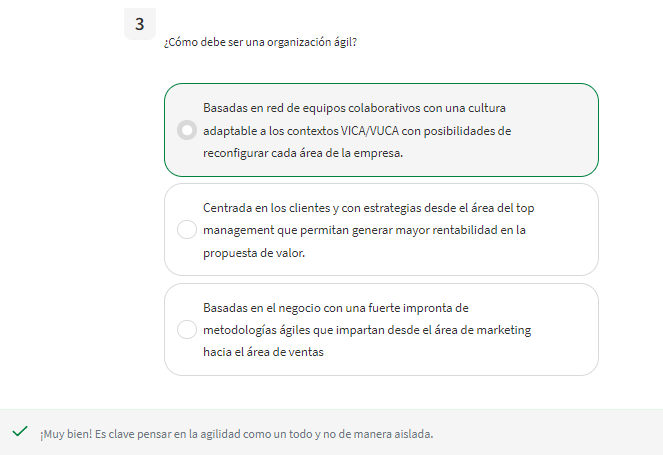 3
¿Cómo debe ser una organización ágil?
Basadas en red de equipos colaborativos con una cultura
adaptable a los contextos VICA/VUCA con posibilidades de
reconfigurar cada área de la empresa.
Centrada en los clientes y con estrategias desde el área del top
management que permitan generar mayor rentabilidad en la
propuesta de valor.
Basadas en el negocio con una fuerte impronta de
metodologías ágiles que impartan desde el área de marketing
hacia el área de ventas
¡Muy bien! Es clave pensar en la agilidad como un todo y no de manera aislada.